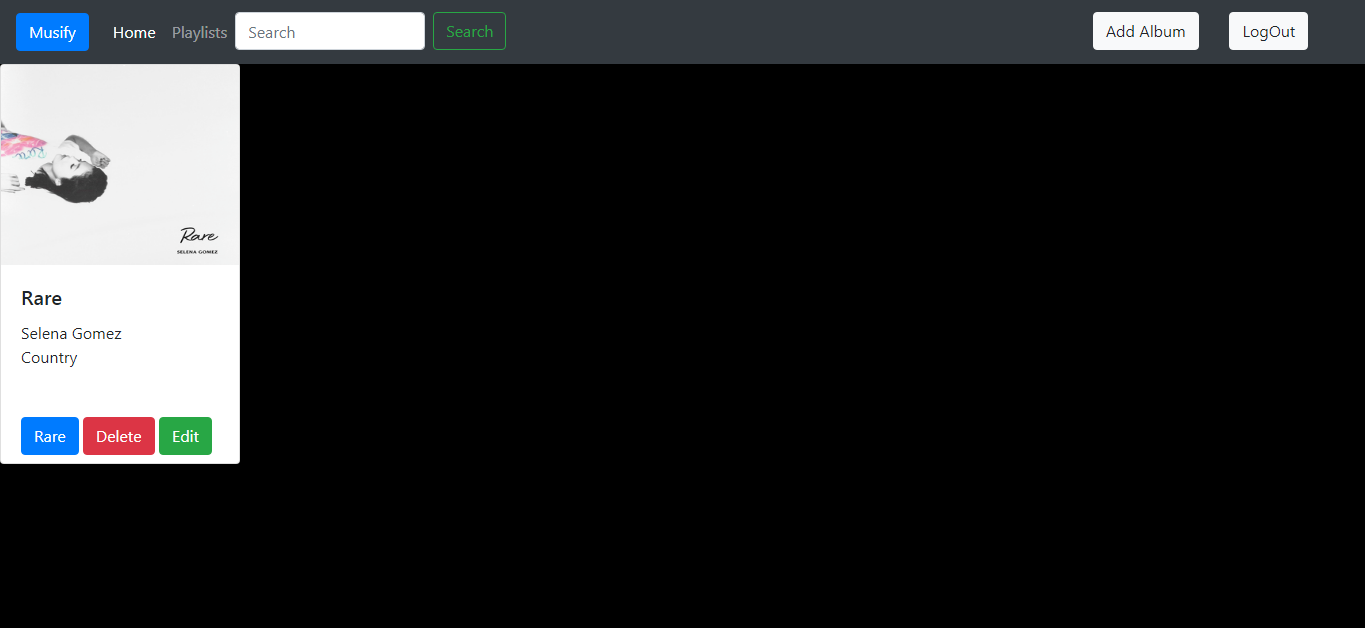 Musify Home Playlists Search Search Add Album LogOut
Rare
SELENA GOMEZ
Rare
Selena Gomez
Country
Rare Delete Edit